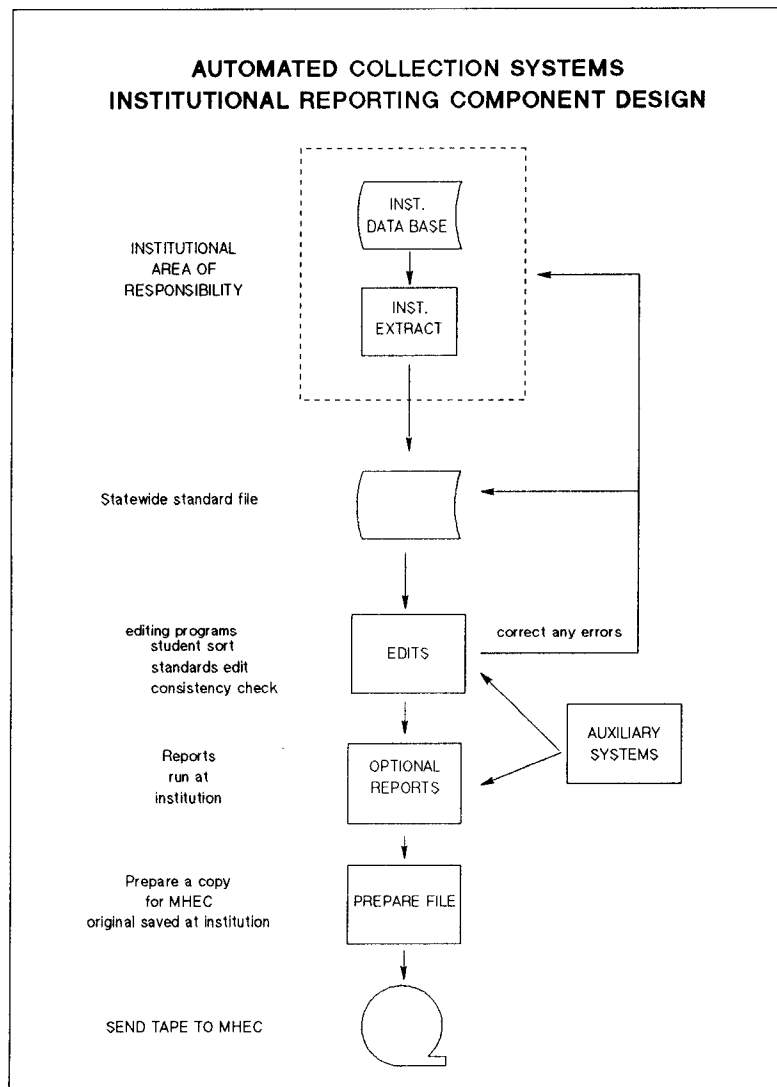 AUTOMATED COLLECTION SYSTEMS
INSTITUTIONAL REPORTING COMPONENT DESIGN
INST.
DATA BASE
INSTITUTIONAL
AREA OF
RESPONSIBILITY
INST.
EXTRACT
Statewide standard file
editing programs
student sort
standards edit
consistency check
EDITS
correct any errors
AUXILIARY
SYSTEMS
Reports
run at
institution
OPTIONAL
REPORTS
Prepare a copy
for MHEC
original saved at institution
PREPARE FILE
SEND TAPE TO MHEC